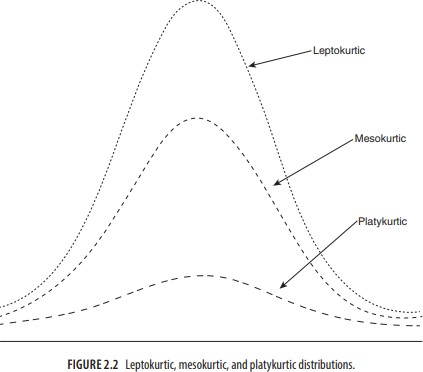 Leptokurtic
Mesokurtic
Platykurtic
FIGURE 2.2 Leptokurtic, mesokurtic, and platykurtic distributions.